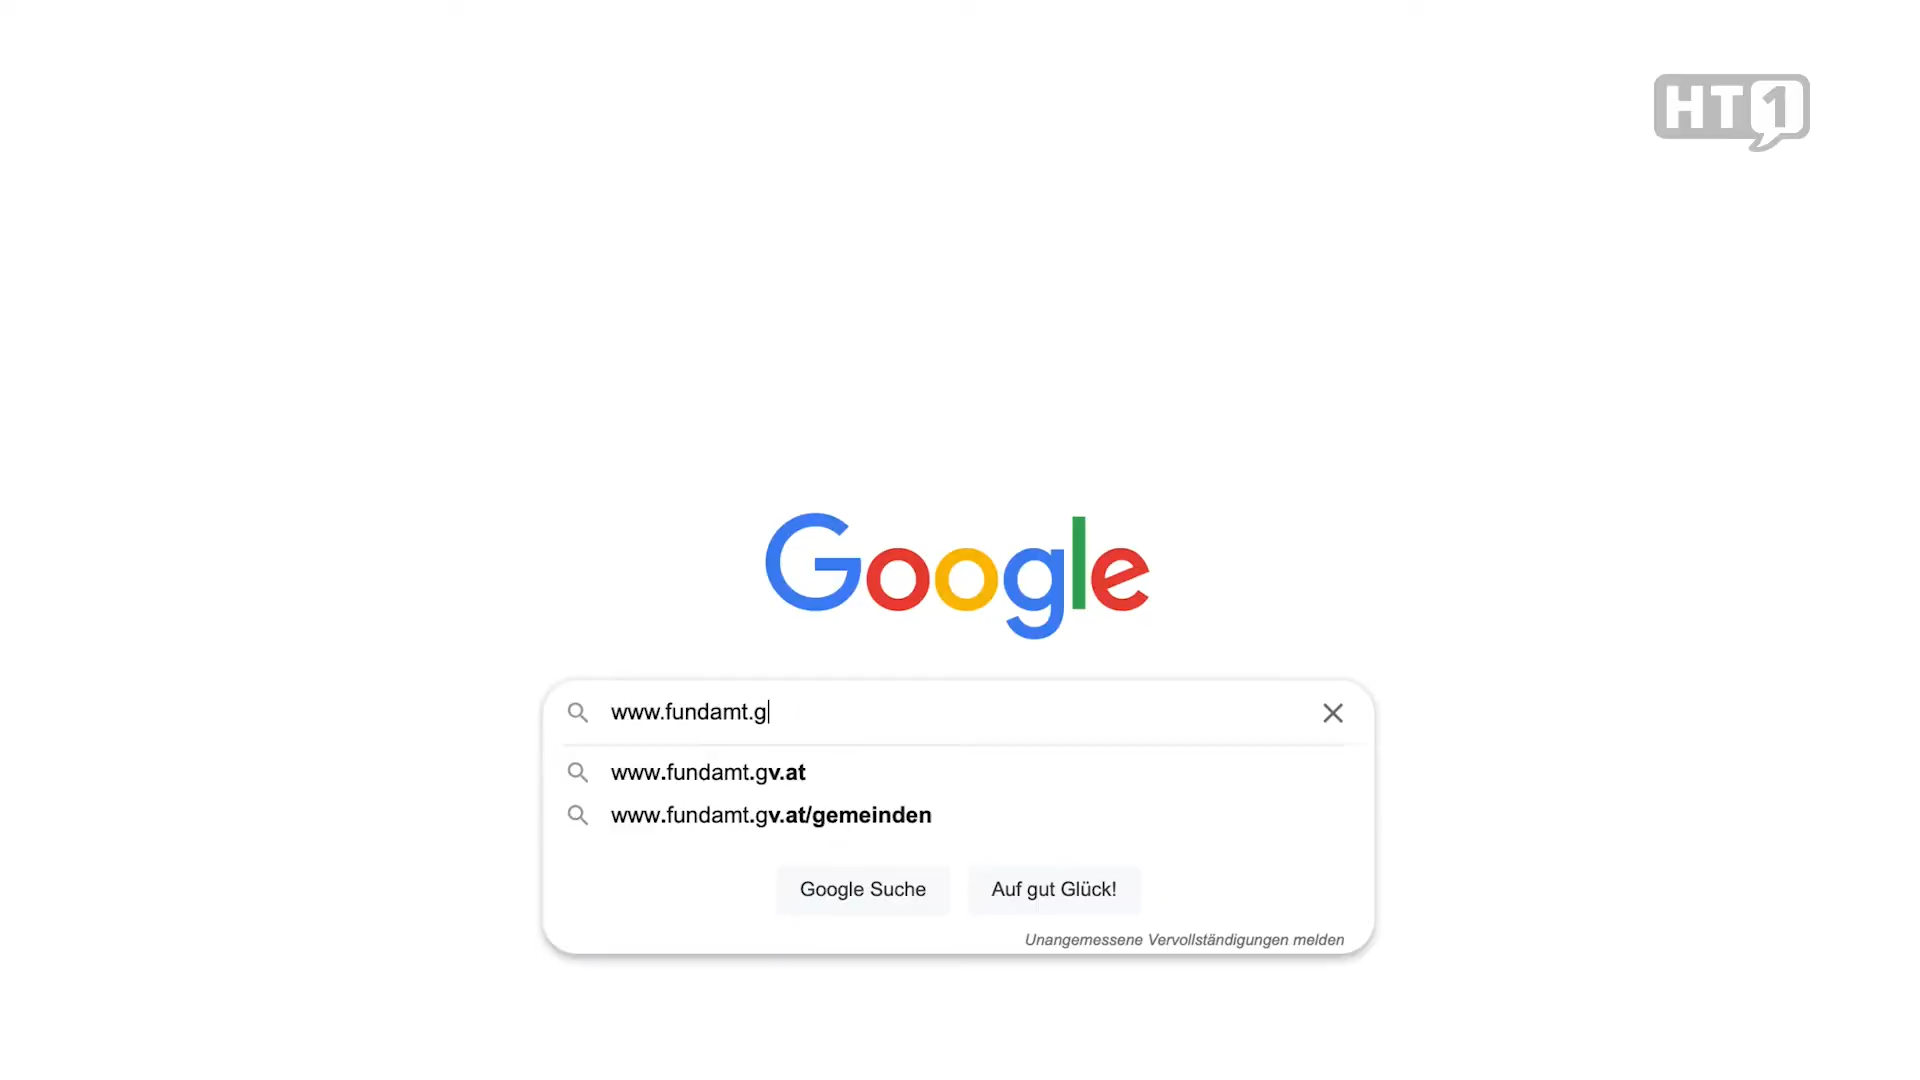 HT1
Google
www.fundamt.g
www.fundamt.gv.at
www.fundamt.gv.at/gemeinden
Google Suche
Auf gut Glück!
Unangemessene Vervollständigungen melden